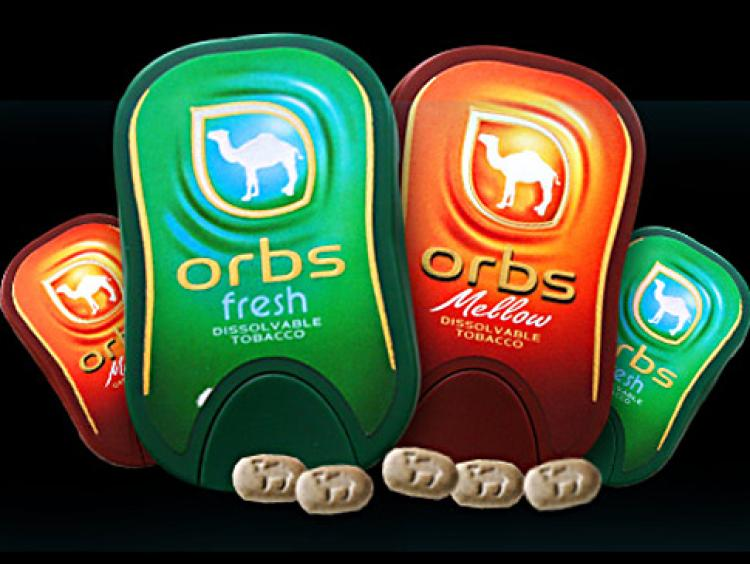 orbs
fresh
DISSOLVABLE
TOBACCO
orbs
Mellow
DISSOLVABLE
TOBACCO